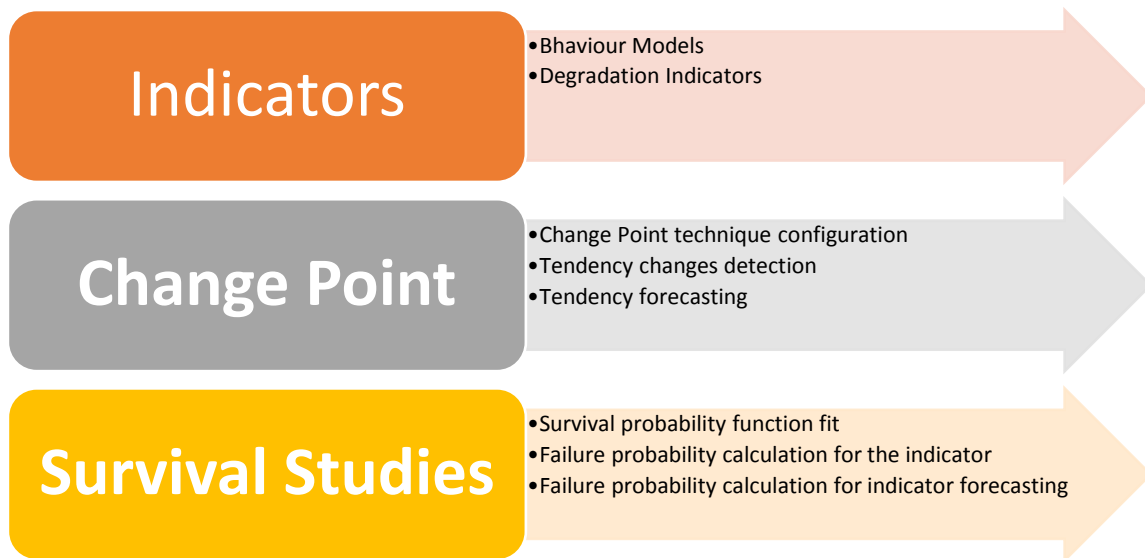 Indicators
•Bhaviour Models
•Degradation Indicators
Change Point
•Change Point technique configuration
•Tendency changes detection
•Tendency forecasting
Survival Studies
•Survival probability function fit
•Failure probability calculation for the indicator
•Failure probability calculation for indicator forecasting